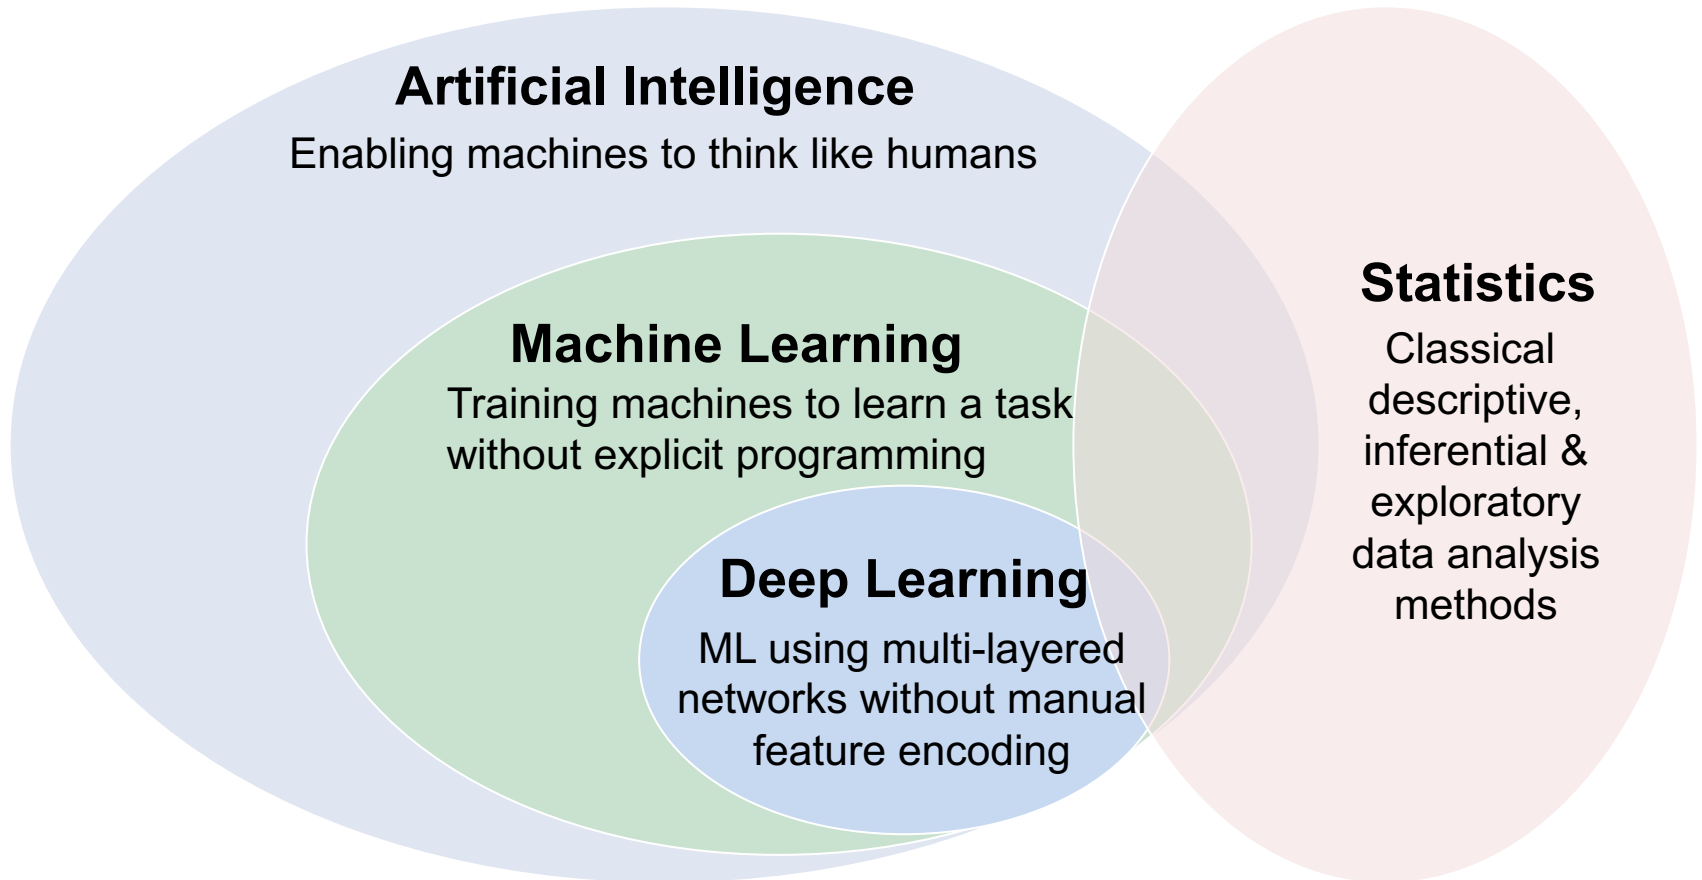 Artificial Intelligence
Enabling machines to think like humans
Machine Learning
Training machines to learn a task
without explicit programming
Deep Learning
ML using multi-layered
networks without manual
feature encoding
Statistics
Classical
descriptive,
inferential &
exploratory
data analysis
methods